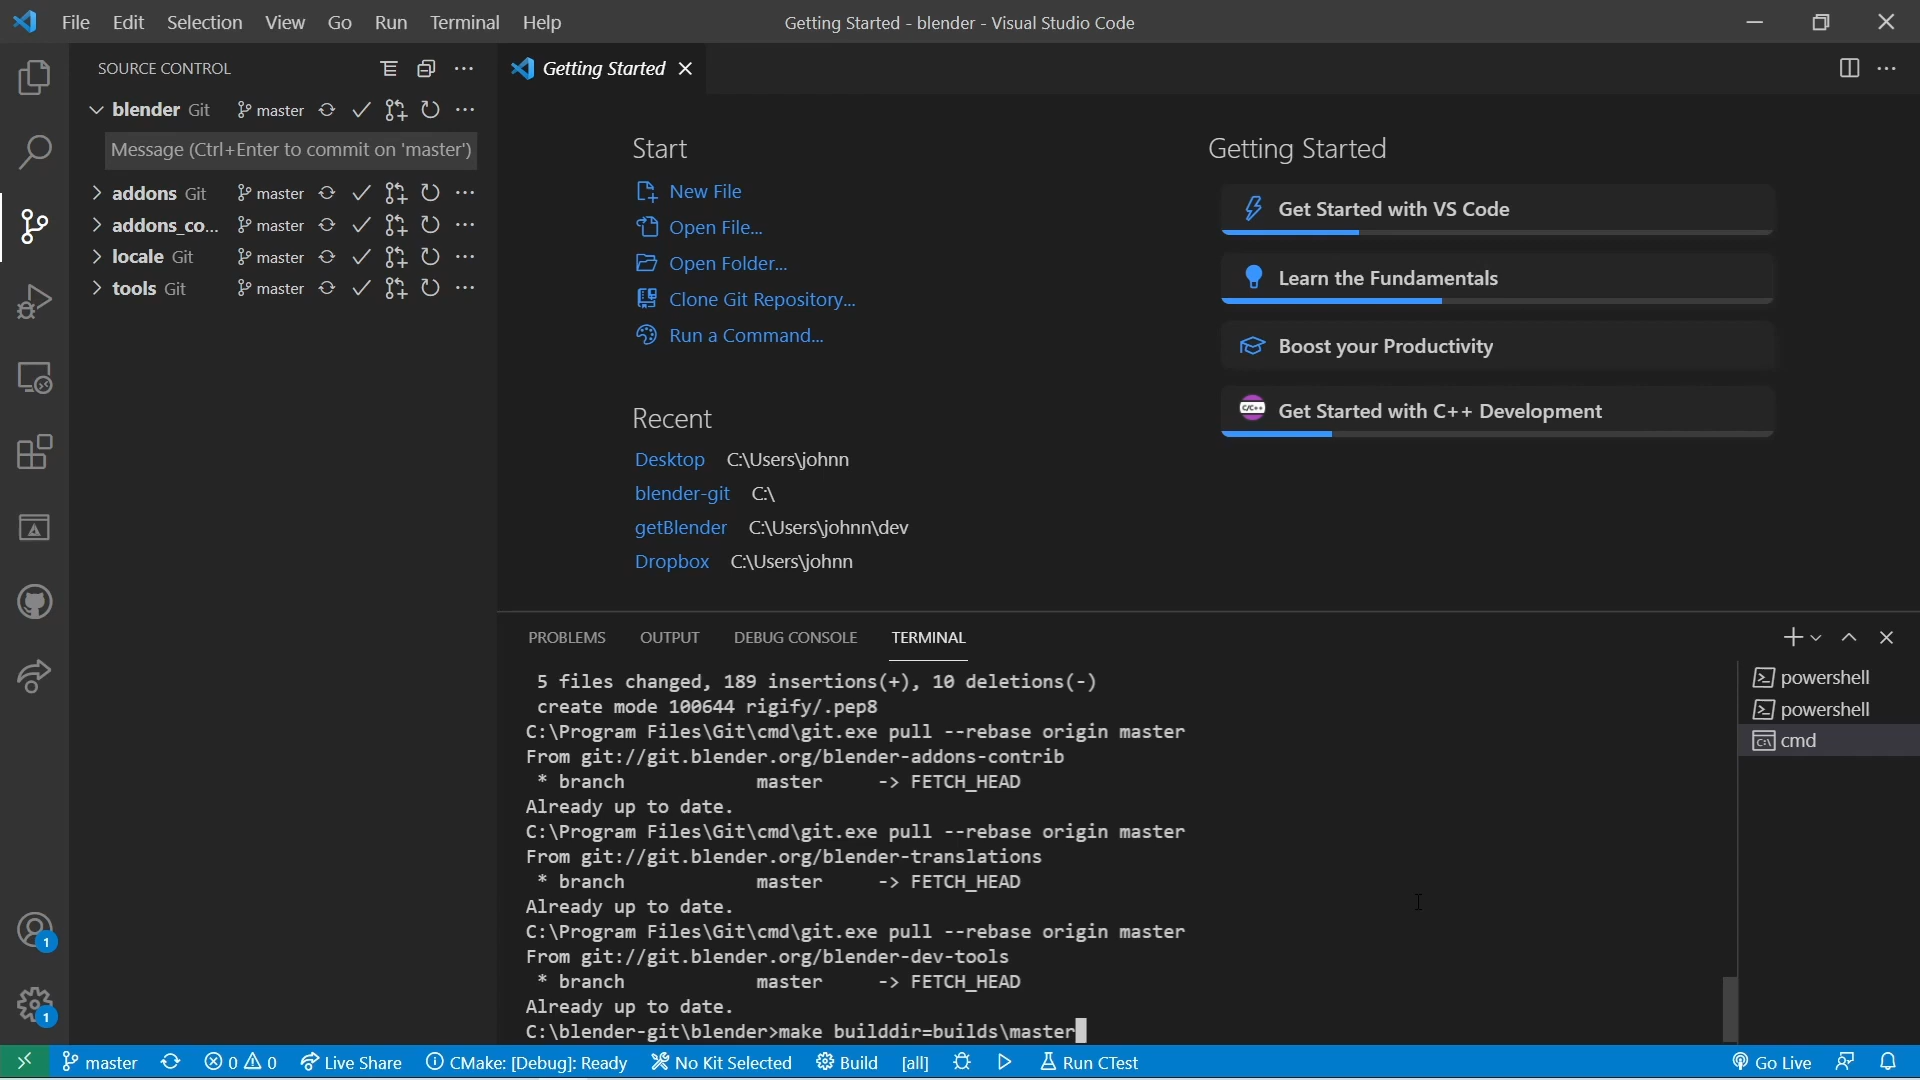 File Edit Selection View Go Run Terminal Help
Getting Started - blender - Visual Studio Code
SOURCE CONTROL
blender Git master
Message (Ctrl+Enter to commit on 'master')
addons Git master
addons_co... master
locale Git master
tools Git master
Getting Started
Start
New File
Open File...
Open Folder...
Clone Git Repository...
Run a Command...
Recent
Desktop C:\Users\johnn
blender-git C:\
getBlender C:\Users\johnn\dev
Dropbox C:\Users\johnn
Getting Started
Get Started with VS Code
Learn the Fundamentals
Boost your Productivity
C/C++ Get Started with C++ Development
PROBLEMS OUTPUT DEBUG CONSOLE TERMINAL
5 files changed, 189 insertions(+), 10 deletions(-)
create mode 100644 rigify/.pep8
C:\Program Files\Git\cmd\git.exe pull --rebase origin master
From git://git.blender.org/blender-addons-contrib
* branch master -> FETCH_HEAD
Already up to date.
C:\Program Files\Git\cmd\git.exe pull --rebase origin master
From git://git.blender.org/blender-translations
* branch master -> FETCH_HEAD
Already up to date.
C:\Program Files\Git\cmd\git.exe pull --rebase origin master
From git://git.blender.org/blender-dev-tools
* branch master -> FETCH_HEAD
Already up to date.
C:\blender-git\blender>make builddir=builds\master
powershell
powershell
cmd
1
1
master 0 0 Live Share CMake: [Debug]: Ready No Kit Selected Build [all] Run CTest Go Live